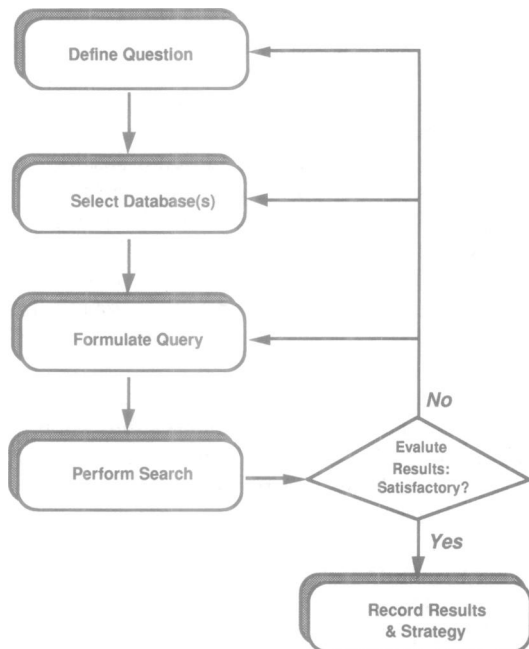 Define Question
Select Database(s)
Formulate Query
Perform Search
No
Evalute
Results:
Satisfactory?
Yes
Record Results
& Strategy